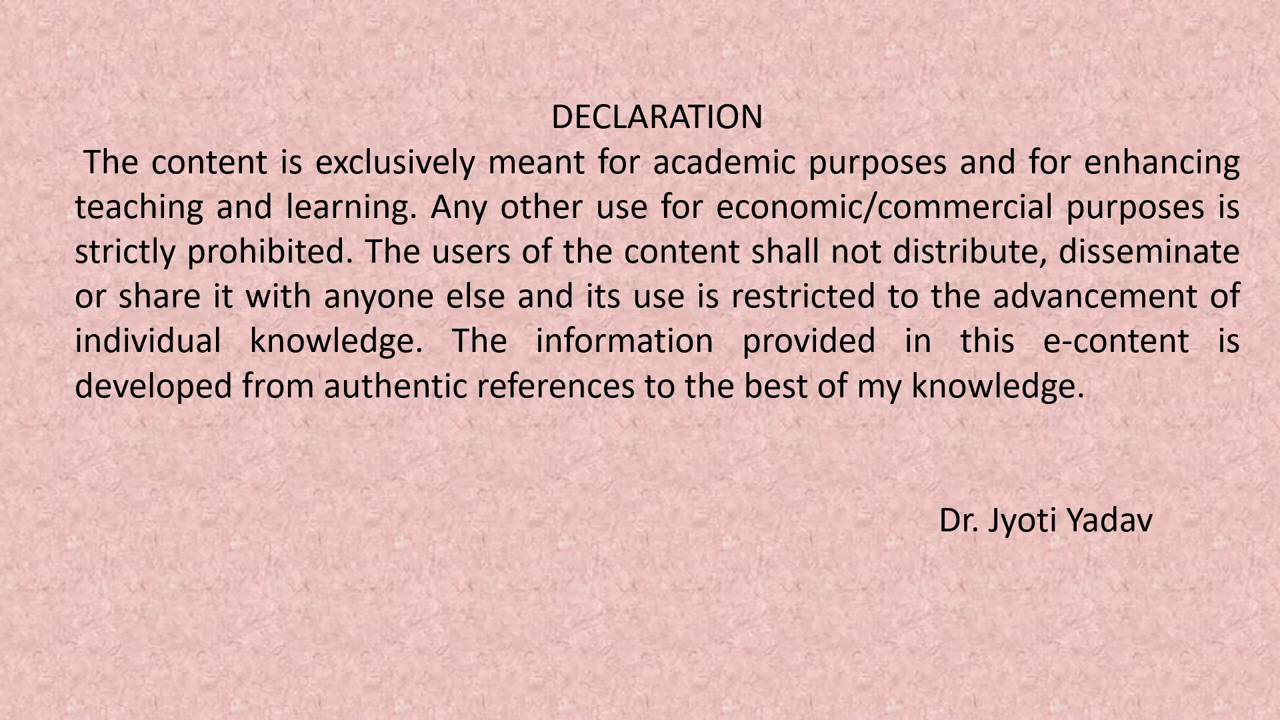 DECLARATION
The content is exclusively meant for academic purposes and for enhancing
teaching and learning. Any other use for economic/commercial purposes is
strictly prohibited. The users of the content shall not distribute, disseminate
or share it with anyone else and its use is restricted to the advancement of
individual knowledge. The information provided in this e-content is
developed from authentic references to the best of my knowledge.
Dr. Jyoti Yadav